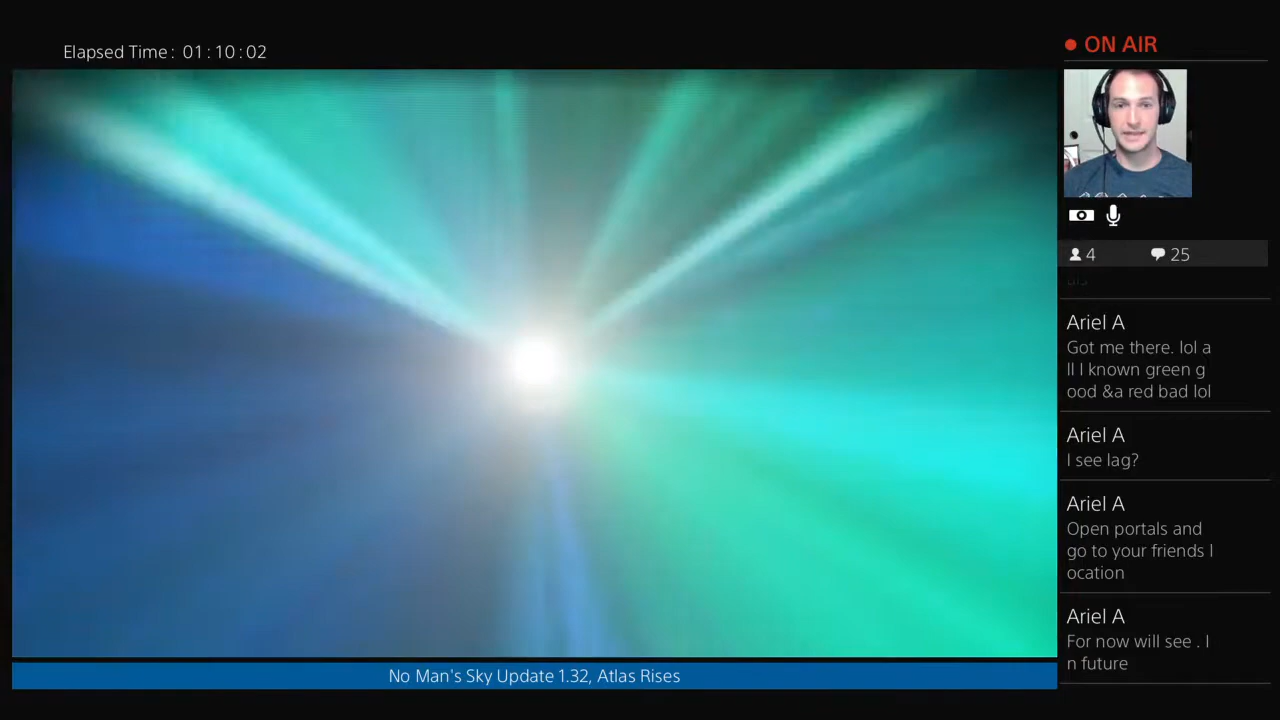 Elapsed Time: 01:10:02
ON AIR
4 25
Ariel A
Got me there. lol a
ll I known green g
ood &a red bad lol
Ariel A
I see lag?
Ariel A
Open portals and
go to your friends l
ocation
Ariel A
For now will see . I
n future
No Man's Sky Update 1.32, Atlas Rises